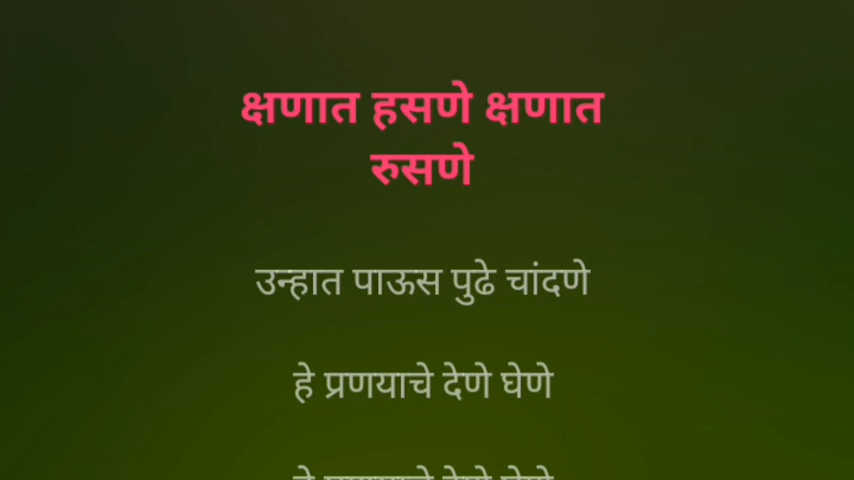 क्षणात हसणे क्षणात
रुसणे
उन्हात पाऊस पुढे चांदणे
हे प्रणयाचे देणे घेणे